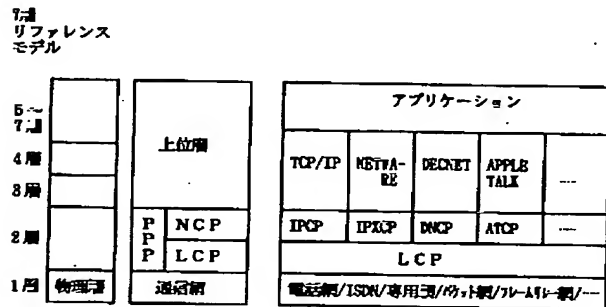 7層
リファレンス
モデル
5～
7層
4層
3層
2層
1層
物理層
上位層
PPP
NCP
LCP
通信網
アプリケーション
TCP/IP
NETWA-
RE
DECNET
APPLE
TALK
----
IPCP
IPXCP
DNCP
ATCP
----
LCP
電話網/ISDN/専用線/パケット網/フレームリレー網/---